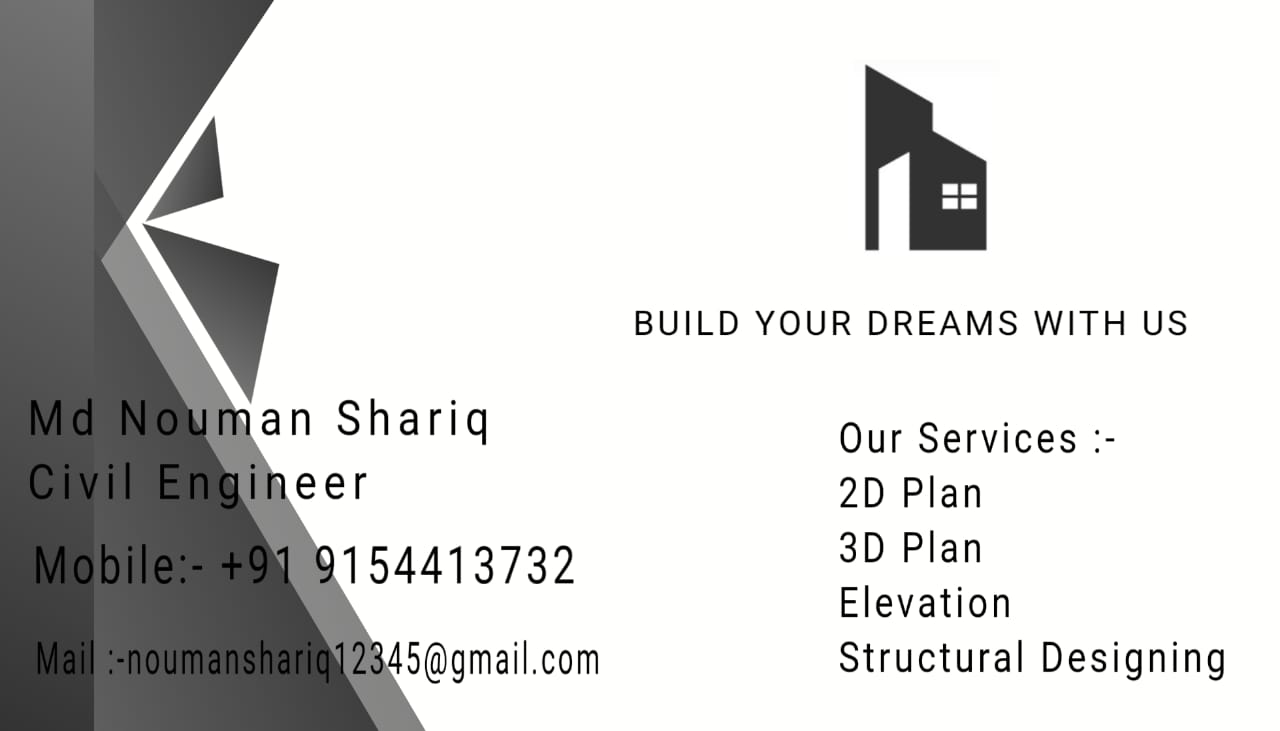 BUILD YOUR DREAMS WITH US
Md Nouman Shariq
Civil Engineer
Mobile:- +91 9154413732
Mail :-noumanshariq12345@gmail.com
Our Services :-
2D Plan
3D Plan
Elevation
Structural Designing